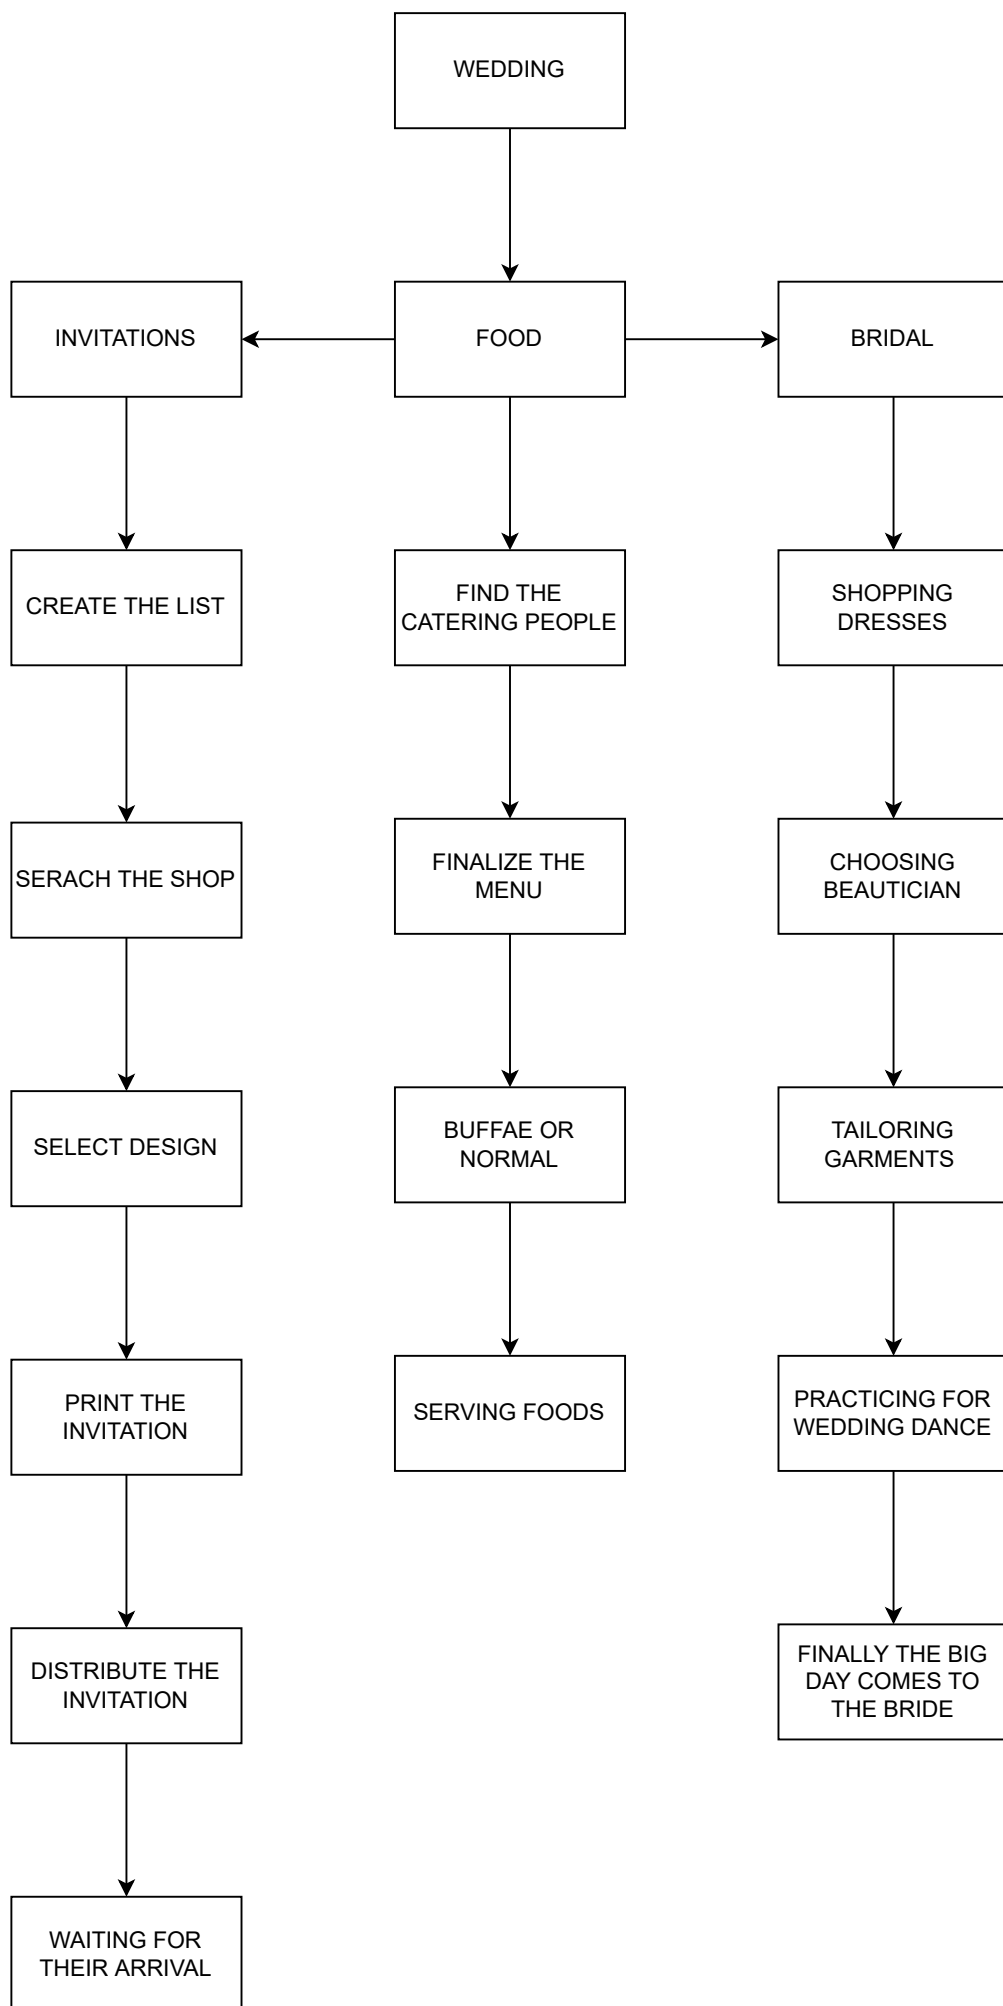 WEDDING
INVITATIONS
FOOD
BRIDAL
CREATE THE LIST
FIND THE
CATERING PEOPLE
SHOPPING
DRESSES
SERACH THE SHOP
FINALIZE THE
MENU
CHOOSING
BEAUTICIAN
SELECT DESIGN
BUFFAE OR
NORMAL
TAILORING
GARMENTS
PRINT THE
INVITATION
SERVING FOODS
PRACTICING FOR
WEDDING DANCE
DISTRIBUTE THE
INVITATION
FINALLY THE BIG
DAY COMES TO
THE BRIDE
WAITING FOR
THEIR ARRIVAL